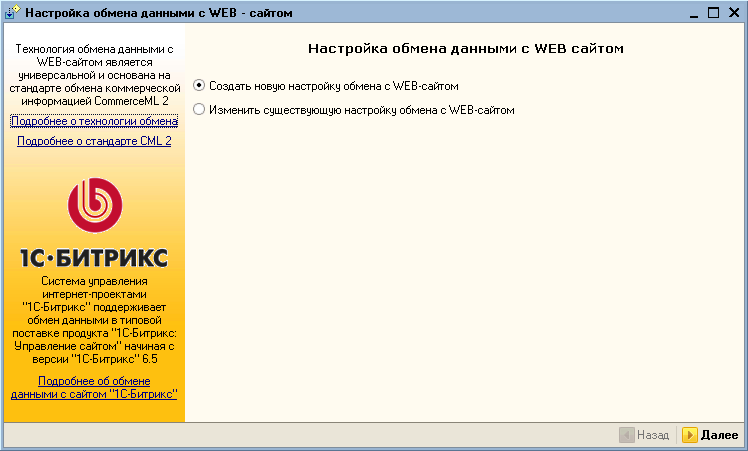 Настройка обмена данными с WEB - сайтом
Технология обмена данными с
WEB-сайтом является
универсальной и основана на
стандарте обмена коммерческой
информацией CommerceML 2
Подробнее о технологии обмена
Подробнее о стандарте CML 2
1С·БИТРИКС
Система управления
интернет-проектами
"1С-Битрикс" поддерживает
обмен данными в типовой
поставке продукта "1С-Битрикс:
Управление сайтом" начиная с
версии "1С-Битрикс" 6.5
Подробнее об обмене
данными с сайтом "1С-Битрикс"
Настройка обмена данными с WEB сайтом
Создать новую настройку обмена с WEB-сайтом
Изменить существующую настройку обмена с WEB-сайтом
Назад
Далее